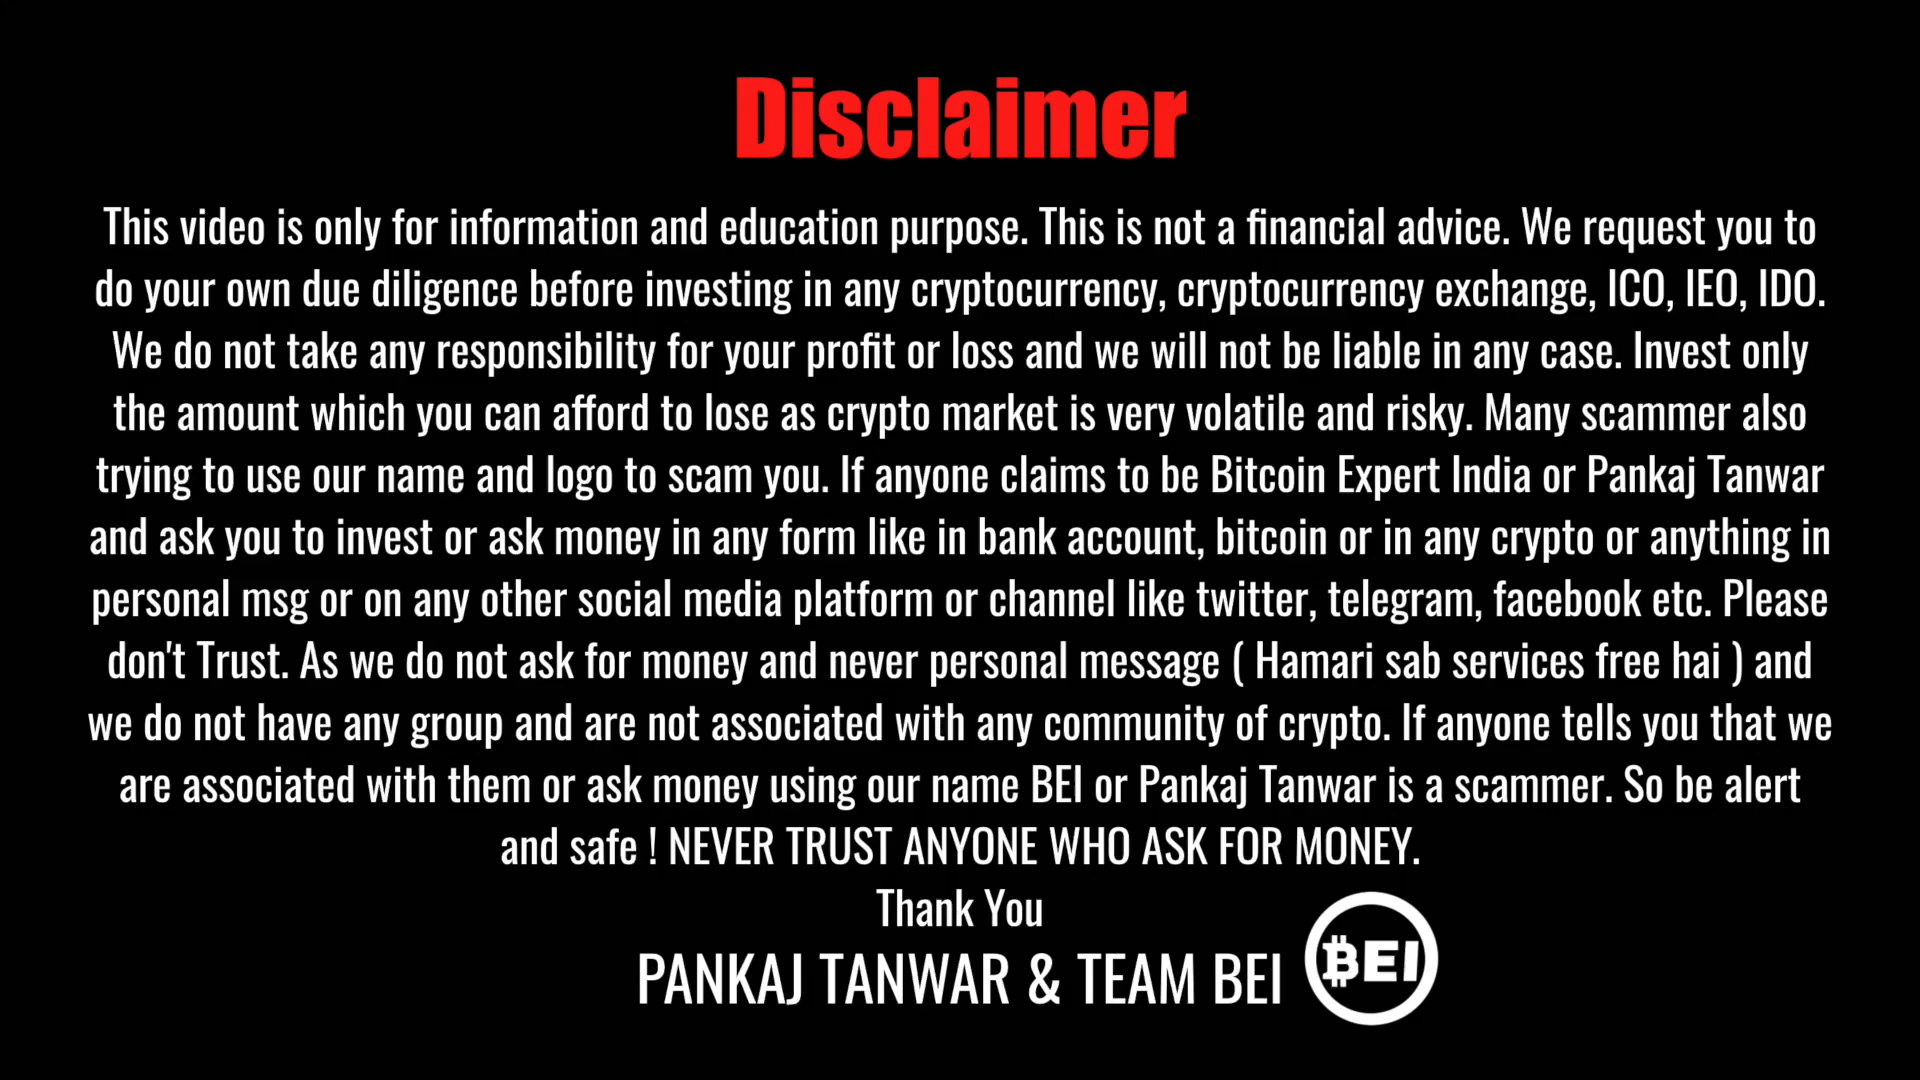 Disclaimer
This video is only for information and education purpose. This is not a financial advice. We request you to
do your own due diligence before investing in any cryptocurrency, cryptocurrency exchange, ICO, IEO, IDO.
We do not take any responsibility for your profit or loss and we will not be liable in any case. Invest only
the amount which you can afford to lose as crypto market is very volatile and risky. Many scammer also
trying to use our name and logo to scam you. If anyone claims to be Bitcoin Expert India or Pankaj Tanwar
and ask you to invest or ask money in any form like in bank account, bitcoin or in any crypto or anything in
personal msg or on any other social media platform or channel like twitter, telegram, facebook etc. Please
don't Trust. As we do not ask for money and never personal message ( Hamari sab services free hai ) and
we do not have any group and are not associated with any community of crypto. If anyone tells you that we
are associated with them or ask money using our name BEI or Pankaj Tanwar is a scammer. So be alert
and safe ! NEVER TRUST ANYONE WHO ASK FOR MONEY.
Thank You
PANKAJ TANWAR & TEAM BEI
BEI